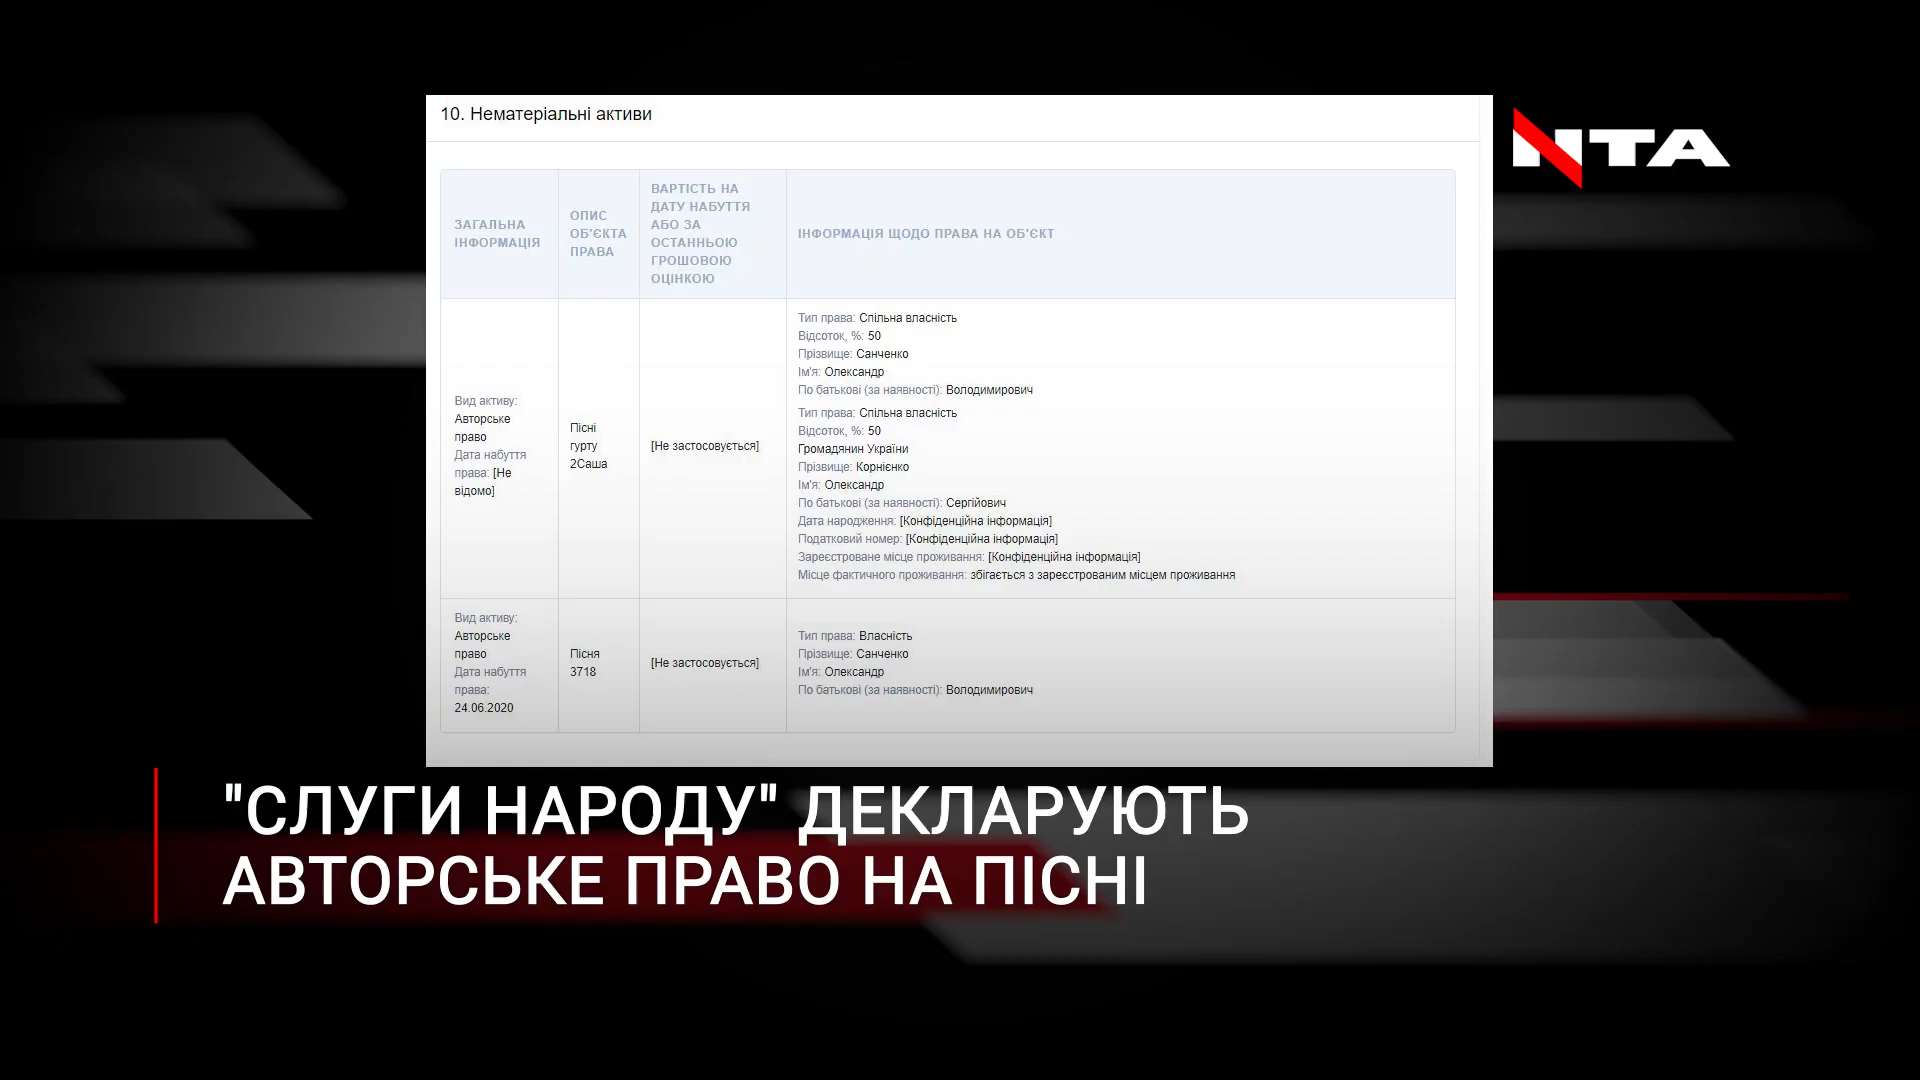 10. Нематеріальні активи
NTA
ЗАГАЛЬНА
ІНФОРМАЦІЯ
ОПИС
ОБ'ЄКТА
ПРАВА
ВАРТІСТЬ НА
ДАТУ НАБУТТЯ
АБО ЗА
ОСТАННЬОЮ
ГРОШОВОЮ
ОЦІНКОЮ
ІНФОРМАЦІЯ ЩОДО ПРАВА НА ОБ'ЄКТ
Вид активу:
Авторське
право
Дата набуття
права: [Не
відомо]
Пісні
гурту
2Саша
[Не застосовується]
Тип права: Спільна власність
Відсоток, %: 50
Прізвище: Санченко
Ім'я: Олександр
По батькові (за наявності): Володимирович
Тип права: Спільна власність
Відсоток, %: 50
Громадянин України
Прізвище: Корнієнко
Ім'я: Олександр
По батькові (за наявності): Сергійович
Дата народження: [Конфіденційна інформація]
Податковий номер: [Конфіденційна інформація]
Зареєстроване місце проживання: [Конфіденційна інформація]
Місце фактичного проживання: збігається з зареєстрованим місцем проживання
Вид активу:
Авторське
право
Дата набуття
права:
24.06.2020
Пісня
3718
[Не застосовується]
Тип права: Власність
Прізвище: Санченко
Ім'я: Олександр
По батькові (за наявності): Володимирович
"СЛУГИ НАРОДУ" ДЕКЛАРУЮТЬ
АВТОРСЬКЕ ПРАВО НА ПІСНІ